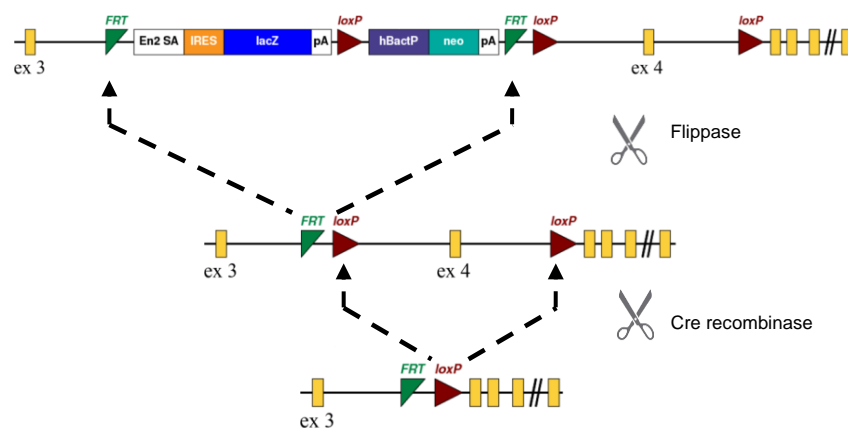 FRT loxP FRT loxP loxP
En2 SA IRES lacZ pA hBactP neo pA
ex 3 ex 4
Flippase
FRT loxP loxP
ex 3 ex 4
Cre recombinase
FRT loxP
ex 3